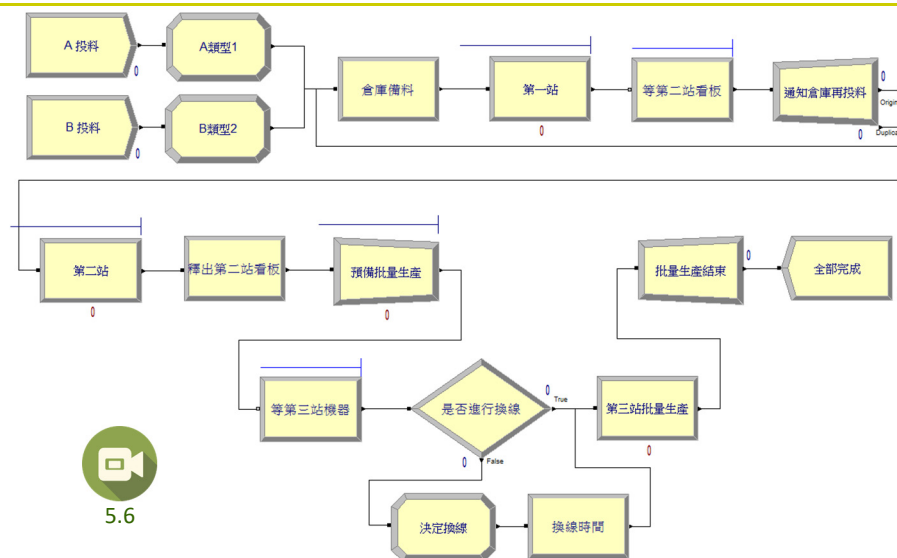 A 投料
0
A類型1
B 投料
0
B類型2
倉庫備料
第一站
0
等第二站看板
通知倉庫再投料
0
Origin
0
Duplica
第二站
0
釋出第二站看板
預備批量生產
0
批量生產結束
0
全部完成
等第三站機器
是否進行換線
0
True
0
False
第三站批量生產
0
決定換線
換線時間
5.6